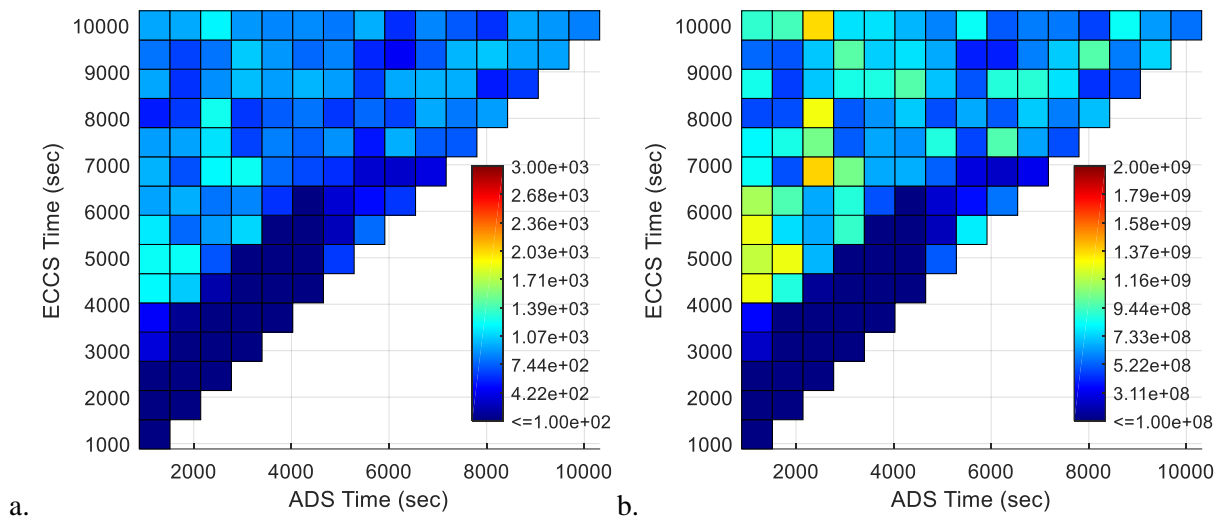 10000
9000
8000
7000
6000
5000
4000
3000
2000
1000
ECCS Time (sec)
2000 4000 6000 8000 10000
ADS Time (sec)
3.00e+03
2.68e+03
2.36e+03
2.03e+03
1.71e+03
1.39e+03
1.07e+03
7.44e+02
4.22e+02
<=1.00e+02
a.
10000
9000
8000
7000
6000
5000
4000
3000
2000
1000
ECCS Time (sec)
2000 4000 6000 8000 10000
ADS Time (sec)
2.00e+09
1.79e+09
1.58e+09
1.37e+09
1.16e+09
9.44e+08
7.33e+08
5.22e+08
3.11e+08
<=1.00e+08
b.